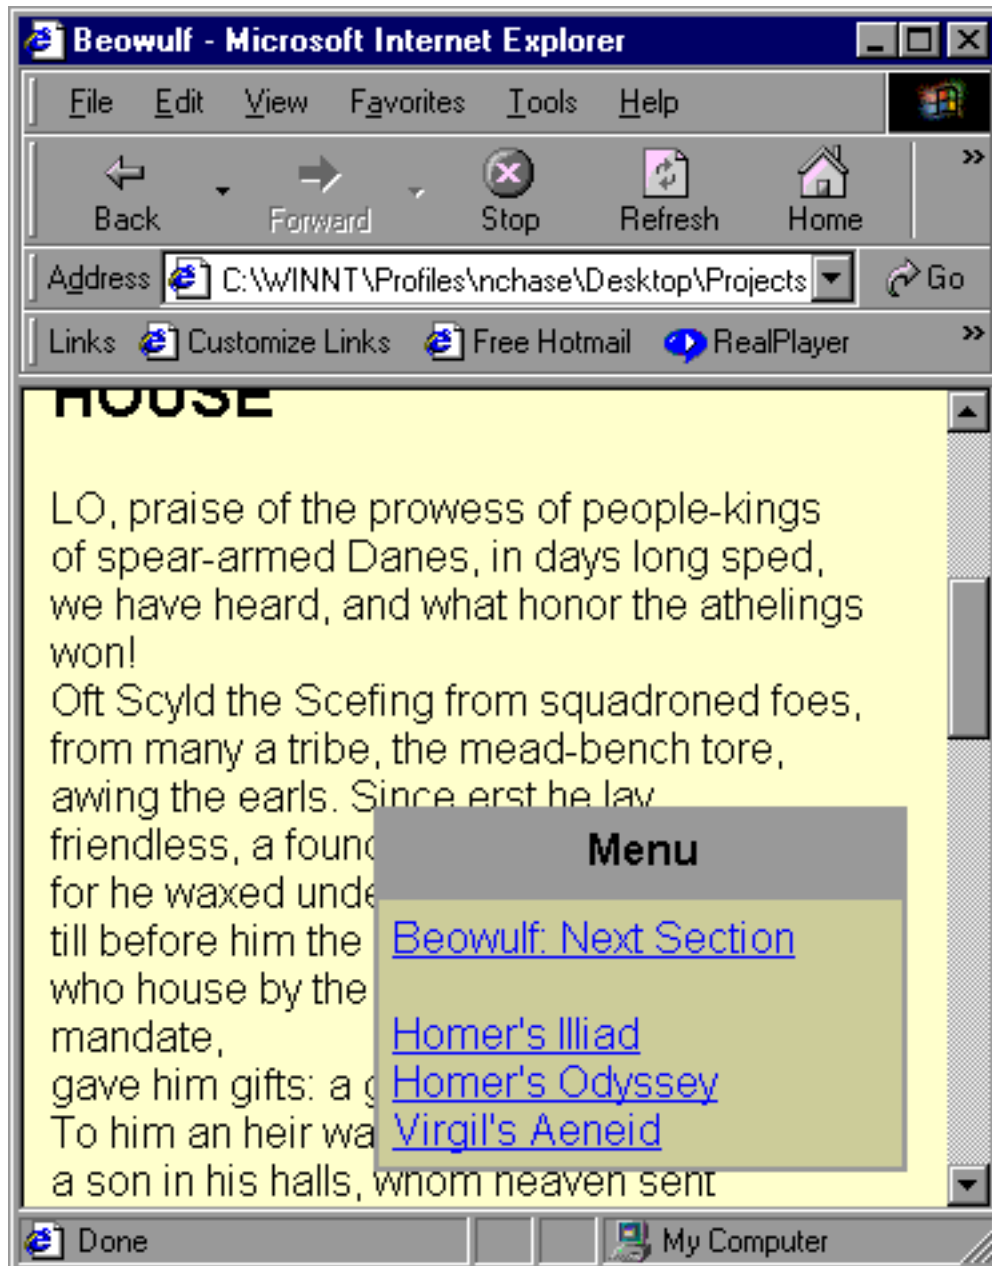 Beowulf - Microsoft Internet Explorer
File Edit View Favorites Tools Help
Back Forward Stop Refresh Home
Address C:\WINNT\Profiles\nchase\Desktop\Projects Go
Links Customize Links Free Hotmail RealPlayer
HOUSE
LO, praise of the prowess of people-kings
of spear-armed Danes, in days long sped,
we have heard, and what honor the athelings
won!
Oft Scyld the Scefing from squadroned foes,
from many a tribe, the mead-bench tore,
awing the earls. Since erst he lay
friendless, a
for he waxed
till before him the
who house by the
mandate,
gave him gifts: a
To him an heir
a son in his halls, whom heaven sent
Menu
Beowulf: Next Section
Homer's Illiad
Homer's Odyssey
Virgil's Aeneid
Done My Computer